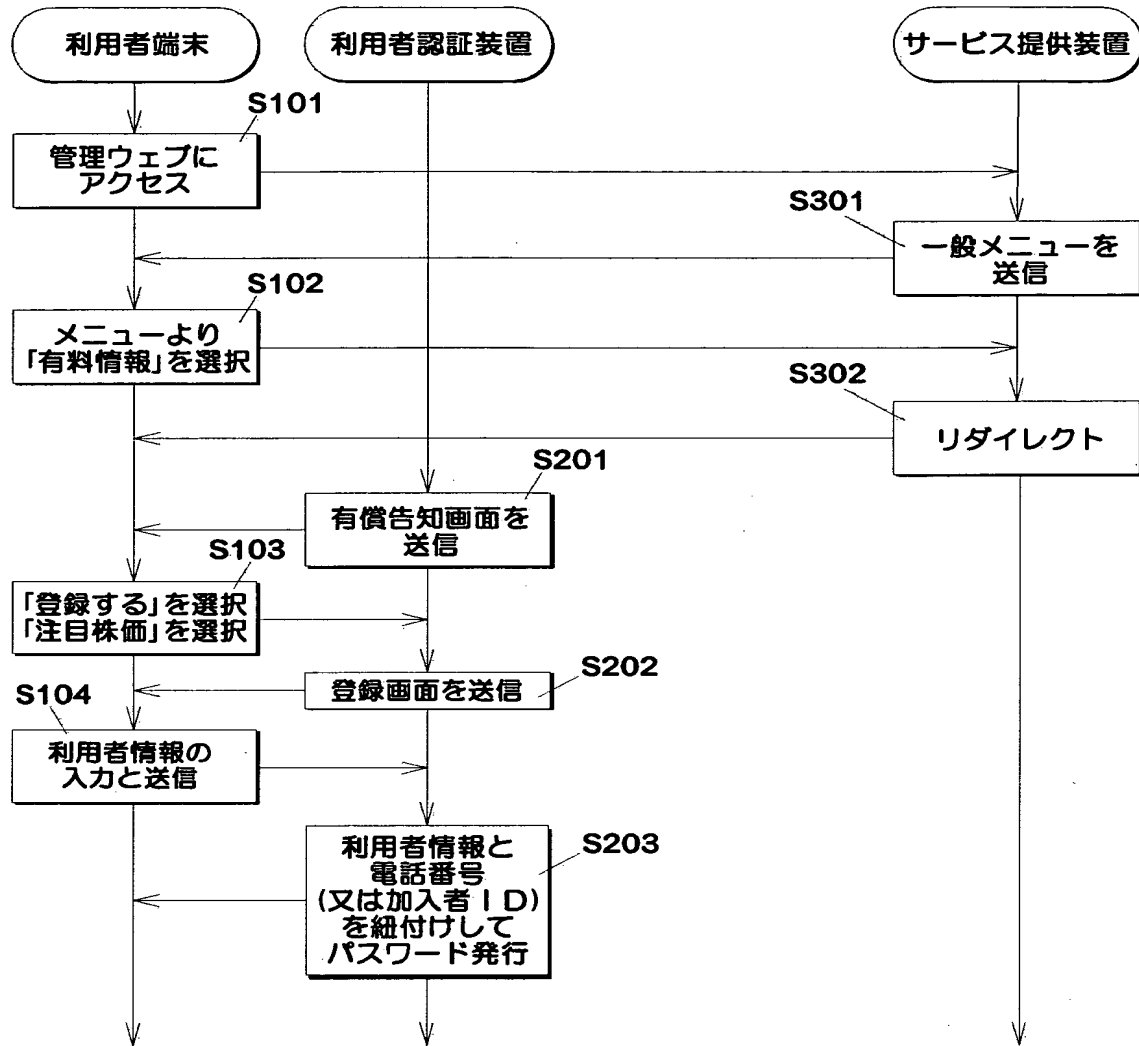 利用者端末
利用者認証装置
サービス提供装置
S101
管理ウェブに
アクセス
S301
一般メニューを
送信
S102
メニューより
「有料情報」を選択
S302
リダイレクト
S201
有償告知画面を
送信
S103
「登録する」を選択
「注目株価」を選択
S202
登録画面を送信
S104
利用者情報の
入力と送信
S203
利用者情報と
電話番号
(又は加入者ID)
を紐付けして
パスワード発行